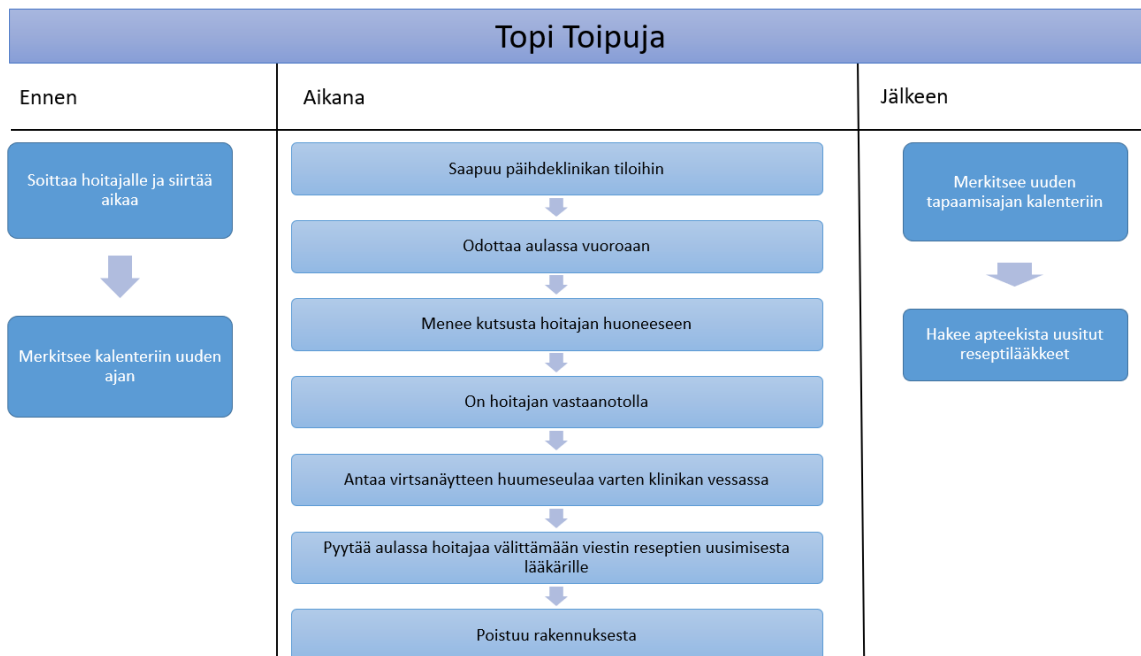 Topi Toipuja
Ennen
Soittaa hoitajalle ja siirtää
aikaa
Merkitsee kalenteriin uuden
ajan
Aikana
Saapuu päihdeklinikan tiloihin
Odottaa aulassa vuoroaan
Menee kutsusta hoitajan huoneeseen
On hoitajan vastaanotolla
Antaa virtsanäytteen huumeseulaa varten klinikan vessassa
Pyytää aulassa hoitajaa välittämään viestin reseptien uusimisesta
lääkärille
Poistuu rakennuksesta
Jälkeen
Merkitsee uuden
tapaamisajan kalenteriin
Hakee apteekista uusitut
reseptilääkkeet